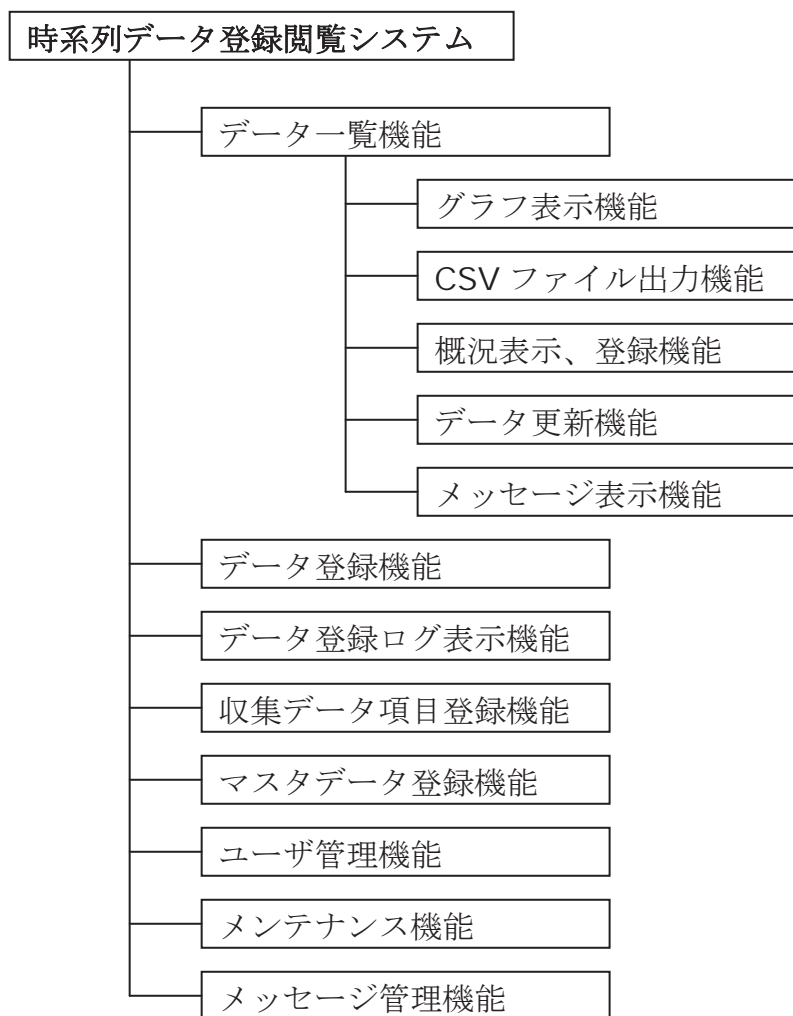 時系列データ登録閲覧システム
データ一覧機能
グラフ表示機能
CSV ファイル出力機能
概況表示、登録機能
データ更新機能
メッセージ表示機能
データ登録機能
データ登録ログ表示機能
収集データ項目登録機能
マスタデータ登録機能
ユーザ管理機能
メンテナンス機能
メッセージ管理機能